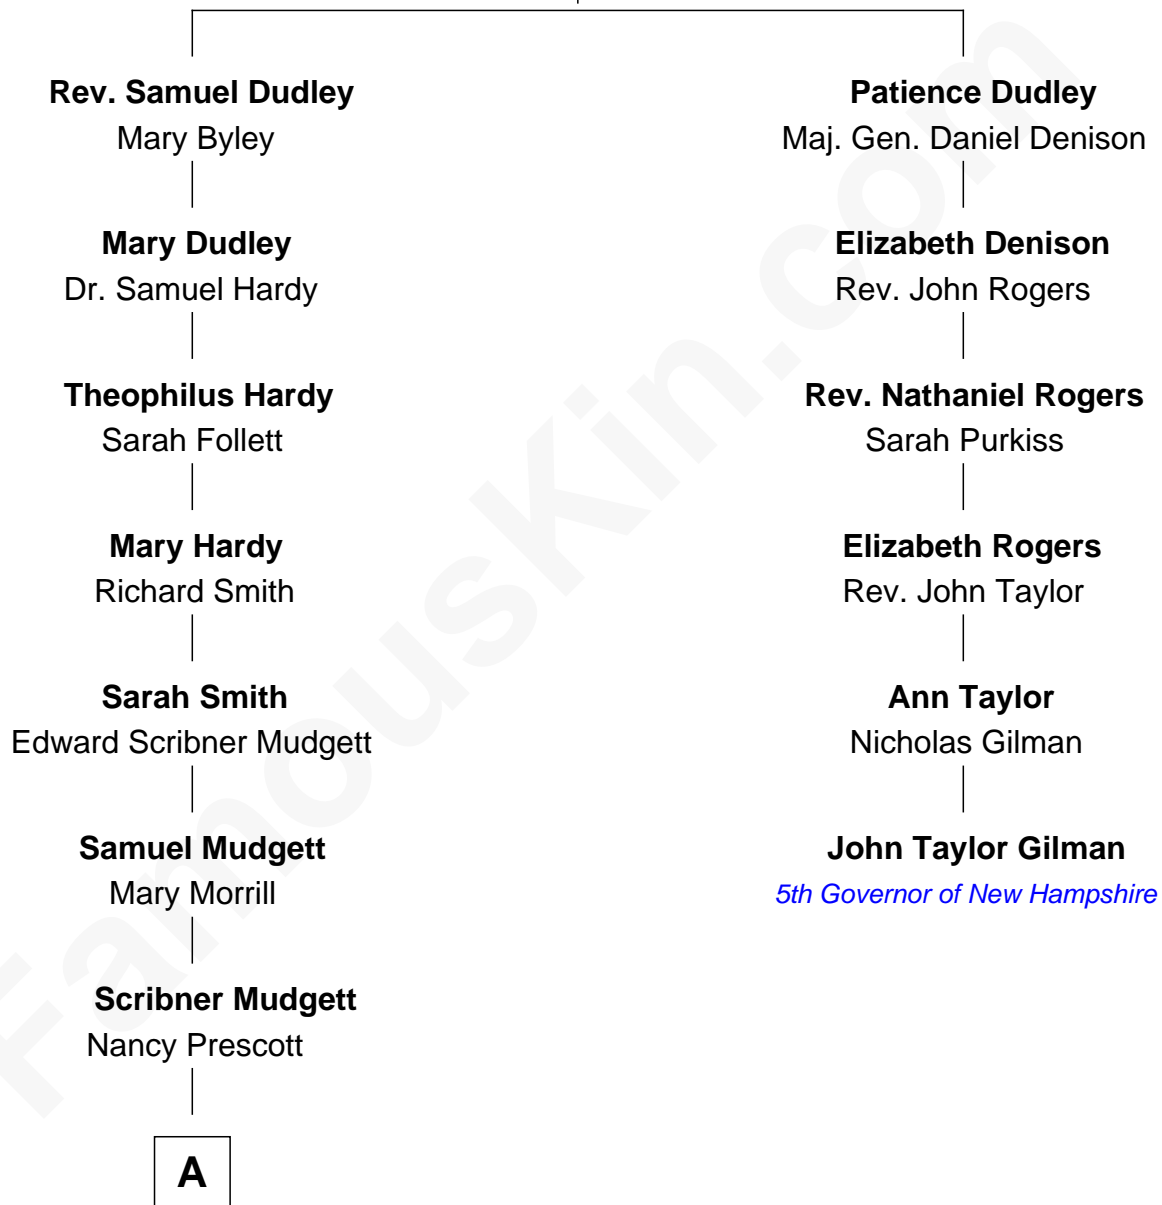 Rev. Samuel Dudley
Mary Byley
Mary Dudley
Dr. Samuel Hardy
Theophilus Hardy
Sarah Follett
Mary Hardy
Richard Smith
Sarah Smith
Edward Scribner Mudgett
Samuel Mudgett
Mary Morrill
Scribner Mudgett
Nancy Prescott
A
Patience Dudley
Maj. Gen. Daniel Denison
Elizabeth Denison
Rev. John Rogers
Rev. Nathaniel Rogers
Sarah Purkiss
Elizabeth Rogers
Rev. John Taylor
Ann Taylor
Nicholas Gilman
John Taylor Gilman
5th Governor of New Hampshire
FamousKin.com